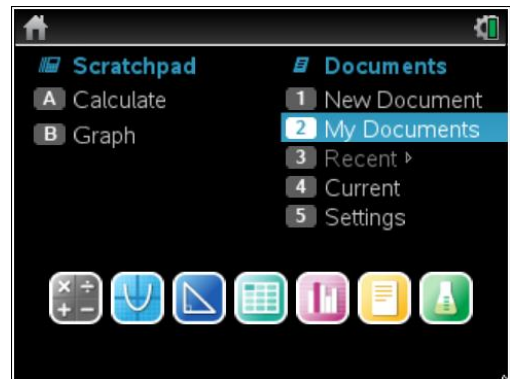 Scratchpad
A Calculate
B Graph
Documents
1 New Document
2 My Documents
3 Recent ▹
4 Current
5 Settings